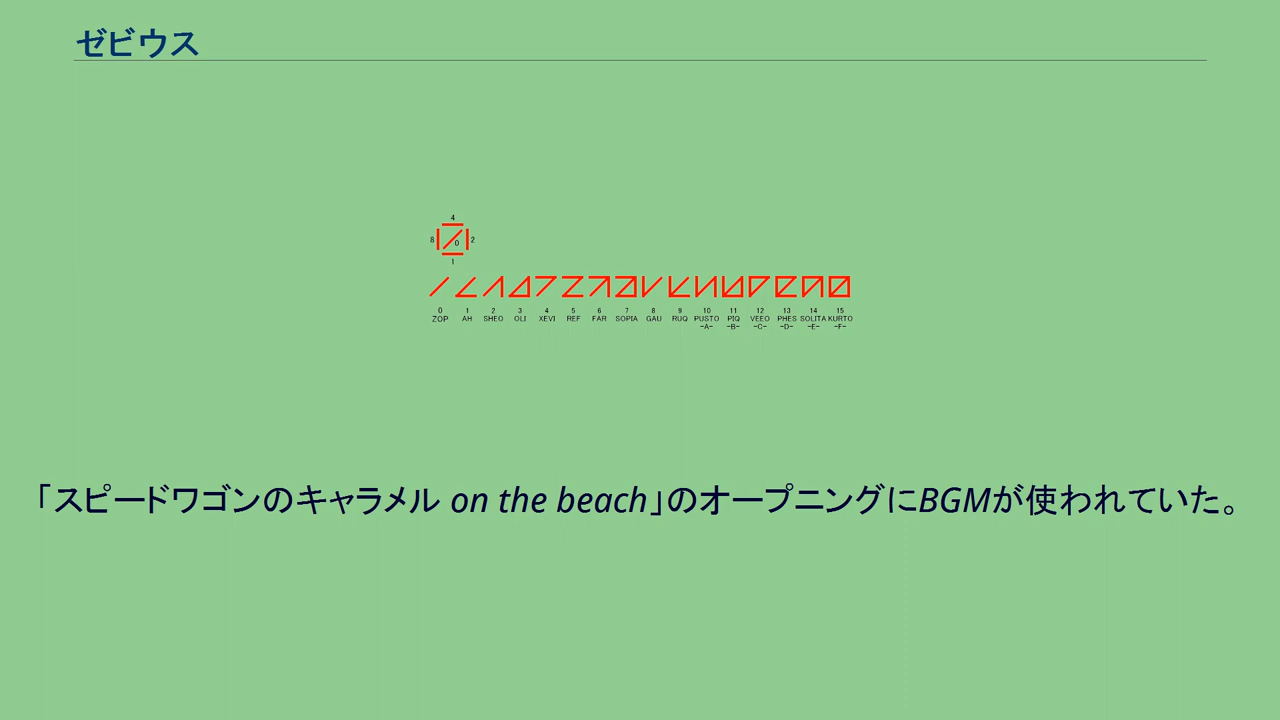 ゼビウス
4
8 0 2
1
0 1 2 3 4 5 6 7 8 9 10 11 12 13 14 15
ZOP AH SHEO OLI XEVI REF FAR SOPIA GAU RUQ PUSTO PIQ VEEO PHES SOLITA KURTO
-A- -B- -C- -D- -E- -F-
「スピードワゴンのキャラメル on the beach」のオープニングにBGMが使われていた。